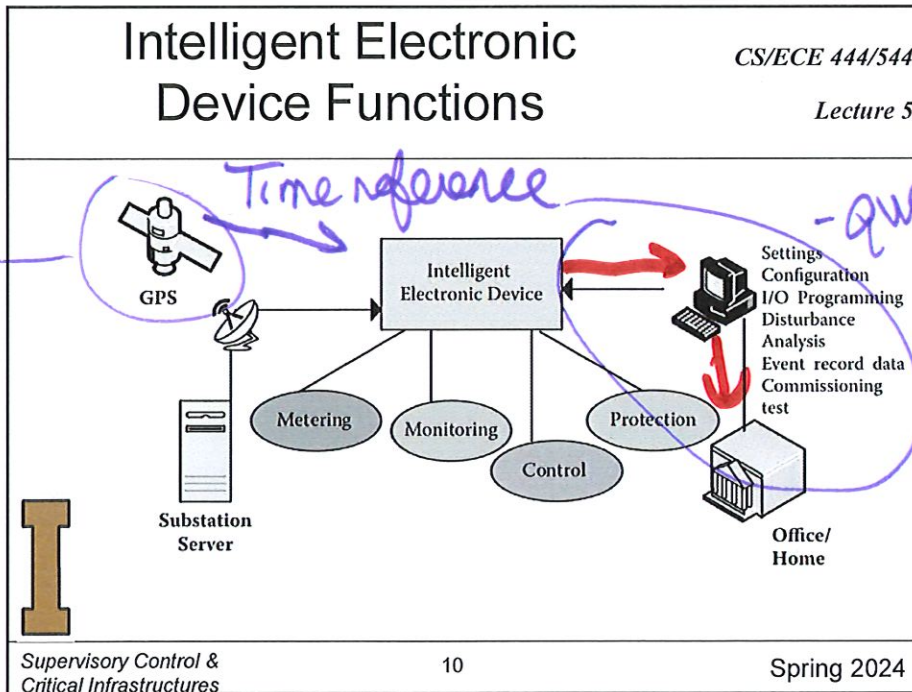 Intelligent Electronic
Device Functions
CS/ECE 444/544
Lecture 5
Time reference
GPS
Intelligent
Electronic Device
Settings
Configuration
I/O Programming
Disturbance
Analysis
Event record data
Commissioning
test
Metering
Monitoring
Control
Protection
Substation
Server
Office/
Home
I
Supervisory Control &
Critical Infrastructures
10
Spring 2024